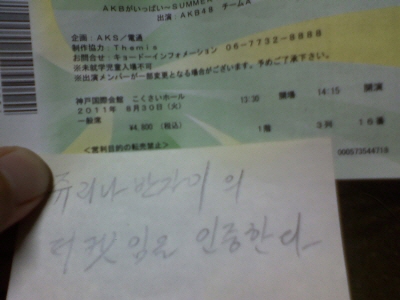 AKBがいっぱい~SUMMER
出演:AKB48 チームA
企画:AKS/電通
制作協力:Themis
お問合せ:キョードーインフォメーション 06-7732-8888
※未就学児童入場不可
※出演メンバーが一部変更となる場合がございます。予めご了承下さい。
神戸国際会館 こくさいホール 13:30 開場 14:15 開演
2011年 8月30日(火)
一般席 1階 3列 16番
¥4,800 (税込)
<営利目的の転売禁止> 000573544718
쥬리나 반가이 의
티켓 임을 인증한다